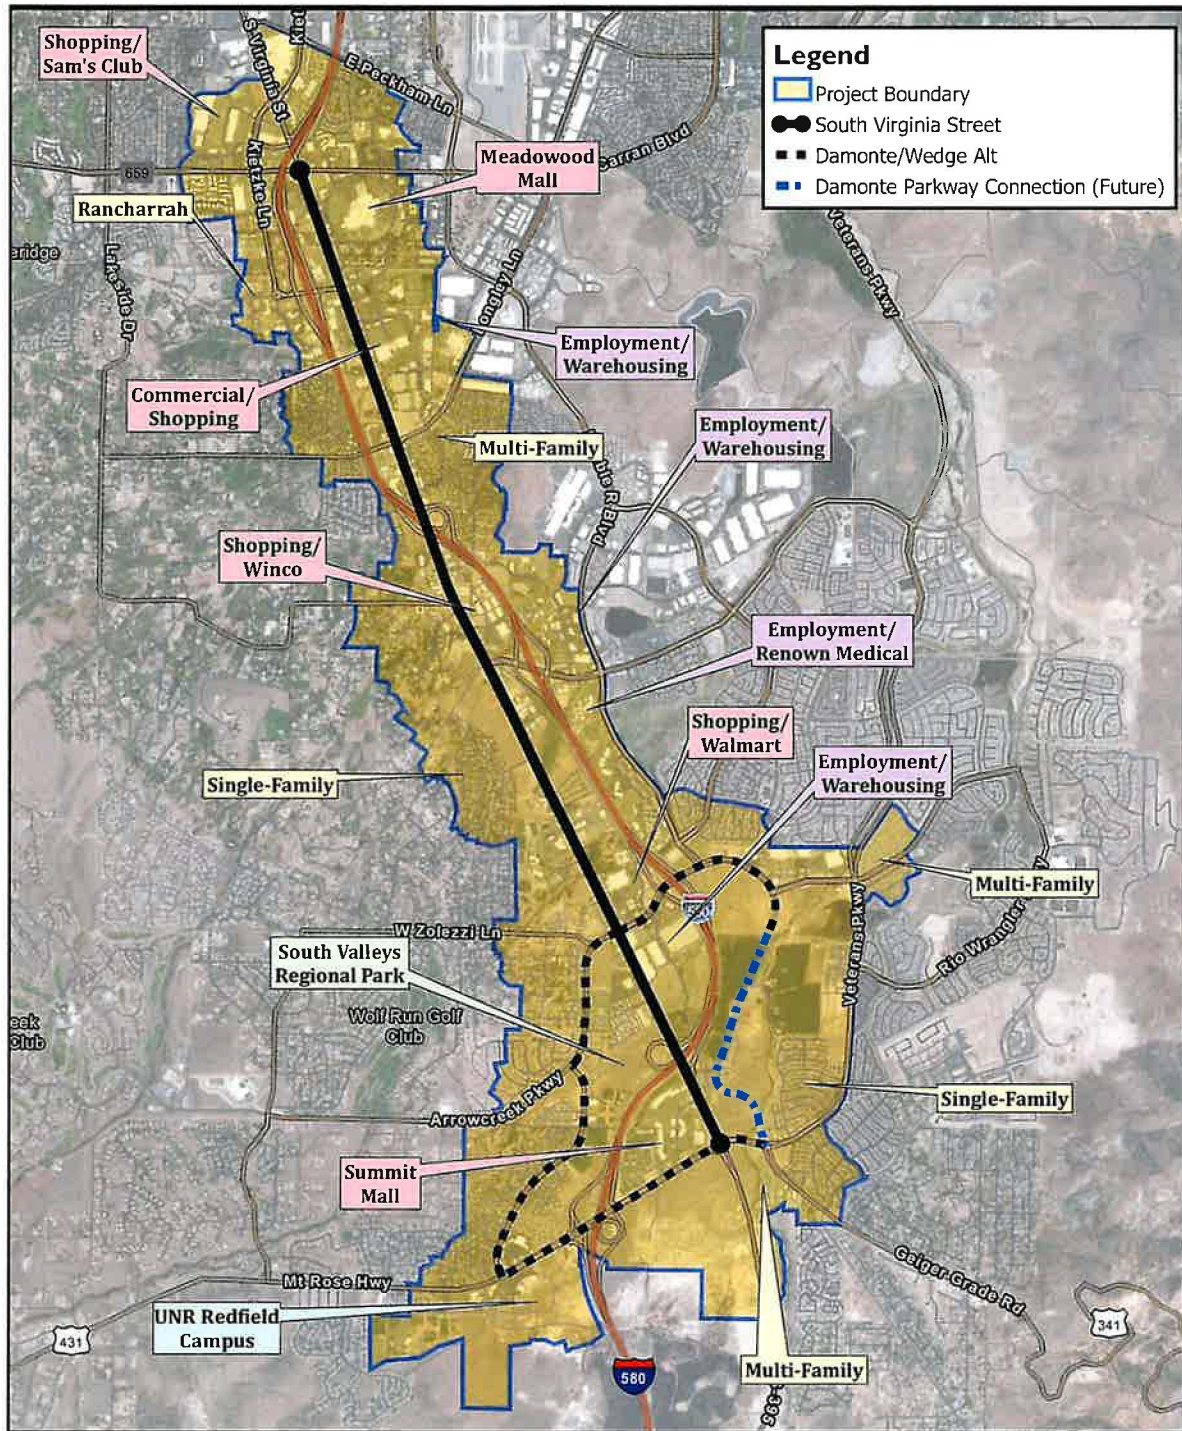 Legend
Project Boundary
South Virginia Street
Damonte/Wedge Alt
Damonte Parkway Connection (Future)
Shopping/
Sam's Club
S Virginia St
E Peckham Ln
Meadowood
Mall
659
Kietzke Ln
Rancharrah
Lakeside Dr
Longley Ln
Veterans Pkwy
Employment/
Warehousing
Commercial/
Shopping
Employment/
Warehousing
Multi-Family
Shopping/
Winco
Employment/
Renown Medical
Shopping/
Walmart
Employment/
Warehousing
Single-Family
Multi-Family
W Zolezzi Ln
Veterans Pkwy
Rio Wrangler
South Valleys
Regional Park
Wolf Run Golf
Club
Club
Arrowcreek Pkwy
Single-Family
Summit
Mall
Geiger Grade Rd
Mt Rose Hwy
UNR Redfield
Campus
431
341
580
Multi-Family